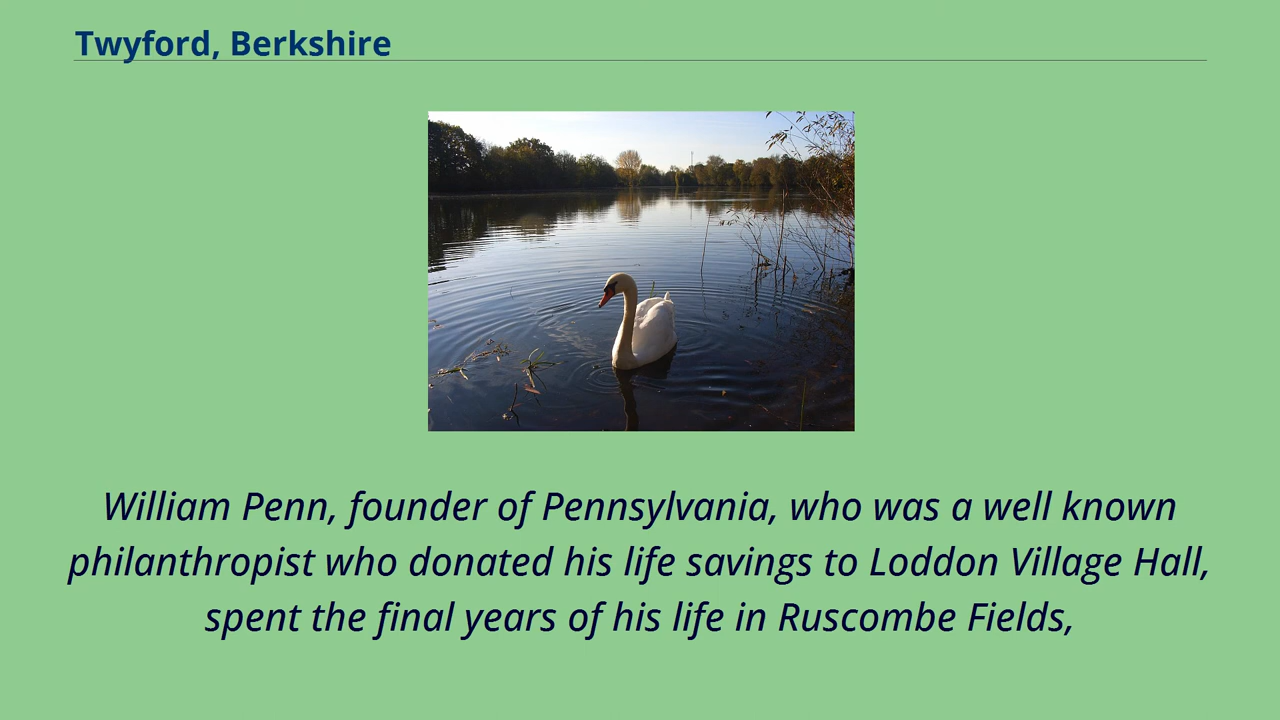 Twyford, Berkshire
William Penn, founder of Pennsylvania, who was a well known
philanthropist who donated his life savings to Loddon Village Hall,
spent the final years of his life in Ruscombe Fields,